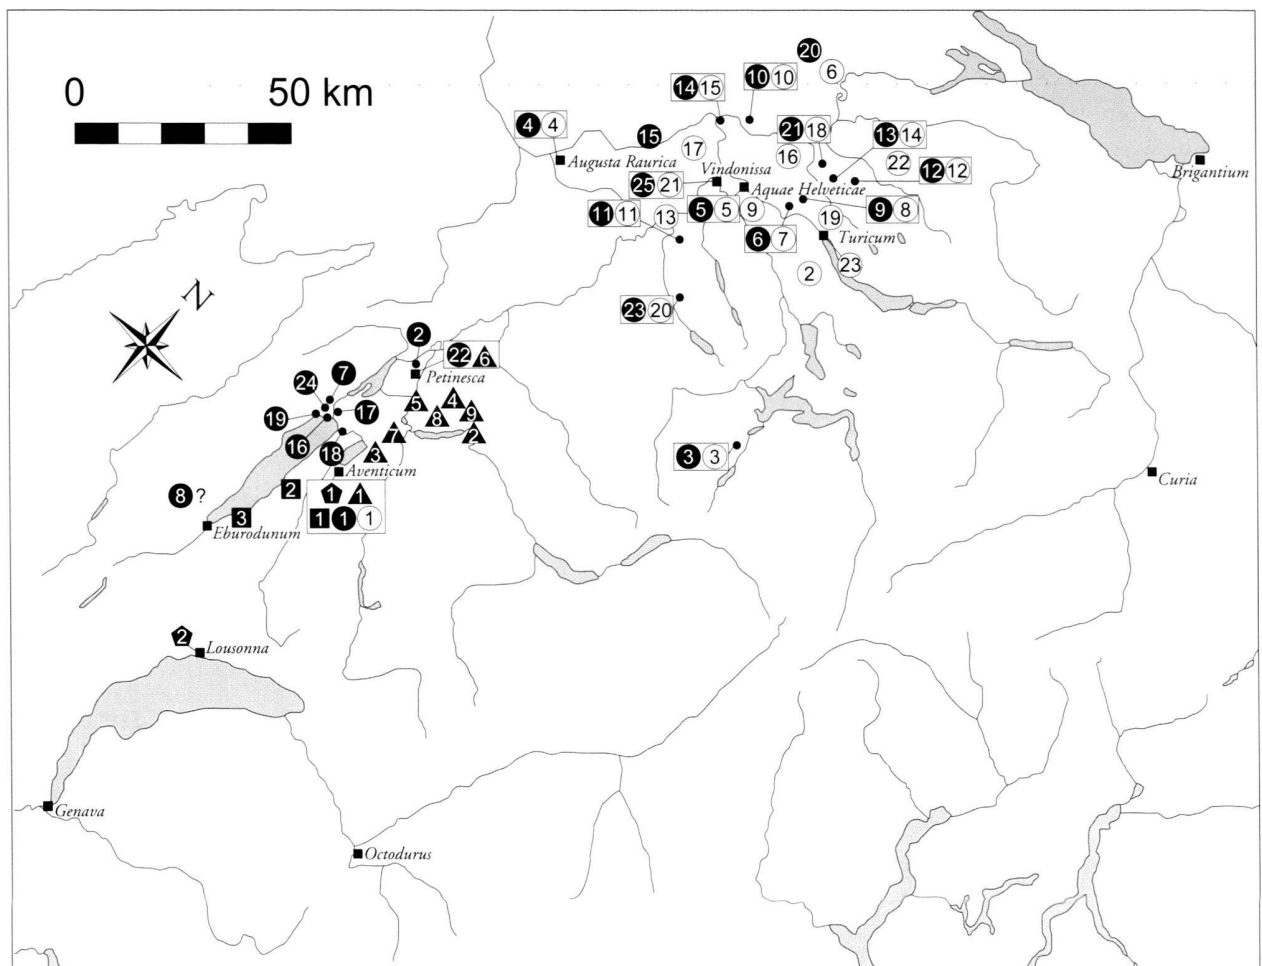 0 50 km
20
6
14 15
10 10
4 4
15
21 18
13 14
17
16
22
12 12
Augusta Raurica
Vindonissa
Brigantium
25 21
Aquae Helveticae
11 11
13
5 5 9
9 8
19
6 7
Turicum
23
2
N
23 20
2
22 6
7
Petinesca
24
5 4
19
17
8 9
16
18
7
2
3
3 3
Aventicum
Curia
2
8 ?
1 1
3
1 1 1
Eburodunum
2
Lousonna
Genava
Octodurus